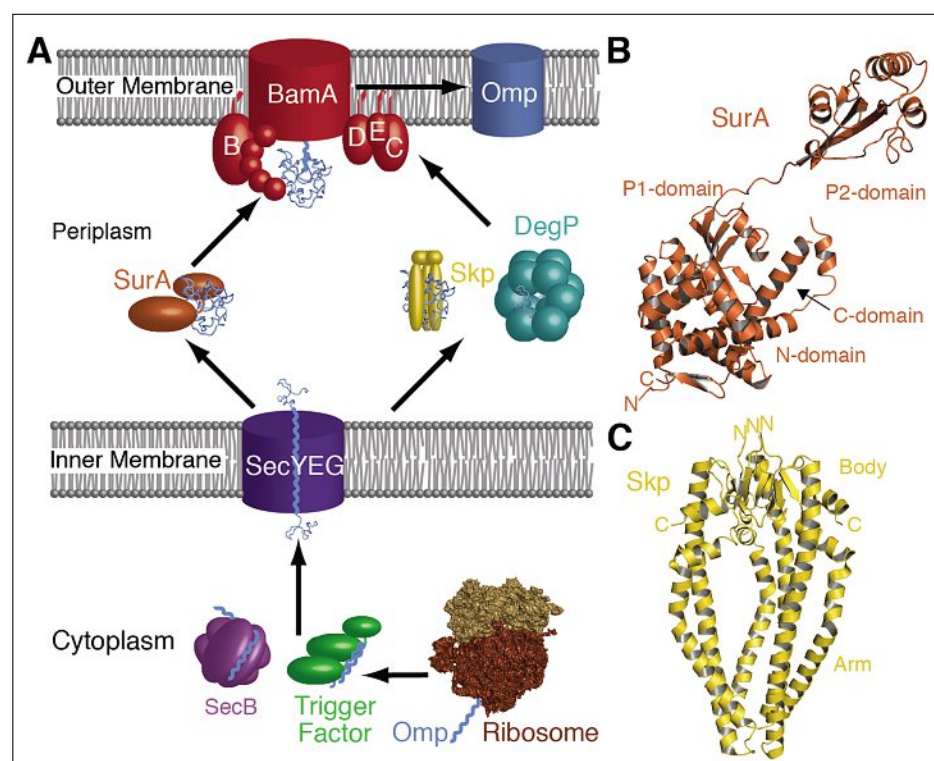 A
Outer Membrane
BamA
Omp
B
D
E
C
Periplasm
SurA
Skp
DegP
Inner Membrane
SecYEG
Cytoplasm
SecB
Trigger
Factor
Omp
Ribosome
B
SurA
P1-domain
P2-domain
C-domain
N-domain
C
N
C
NNN
Skp
Body
C
C
Arm